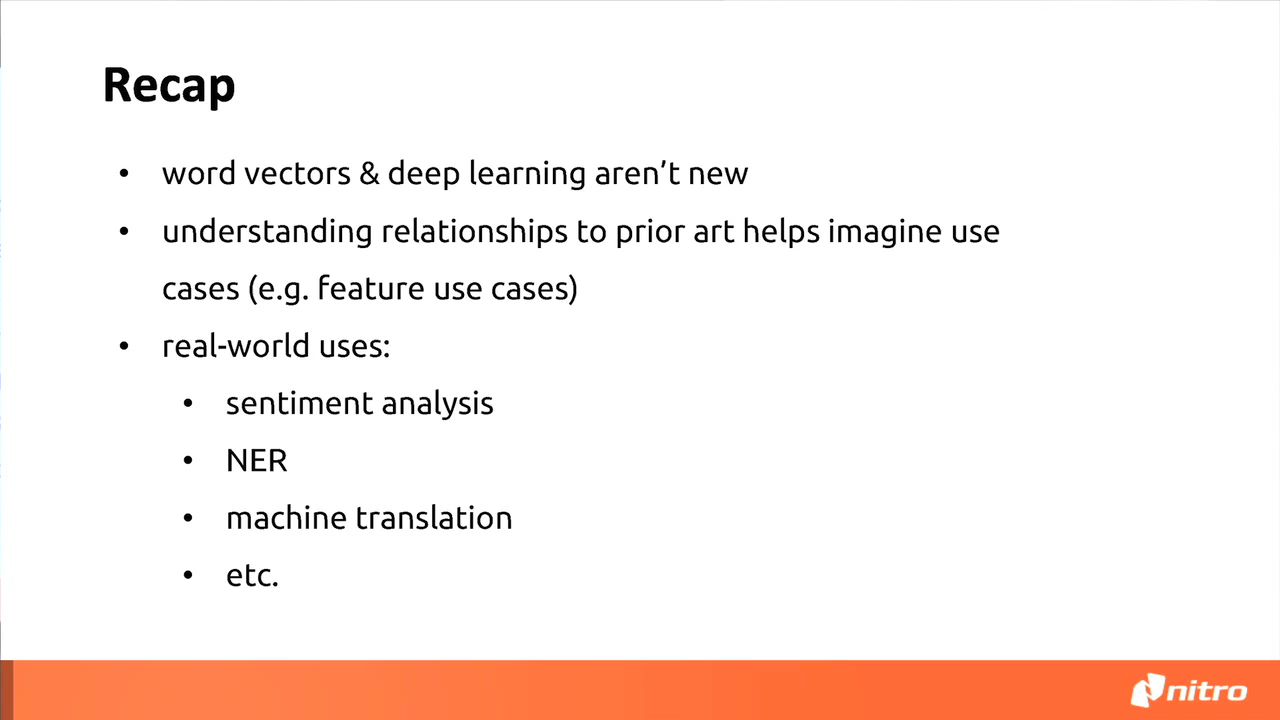 Recap
• word vectors & deep learning aren’t new
• understanding relationships to prior art helps imagine use
cases (e.g. feature use cases)
• real-world uses:
• sentiment analysis
• NER
• machine translation
• etc.
nitro